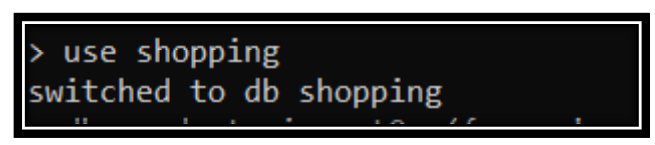 > use shopping
switched to db shopping